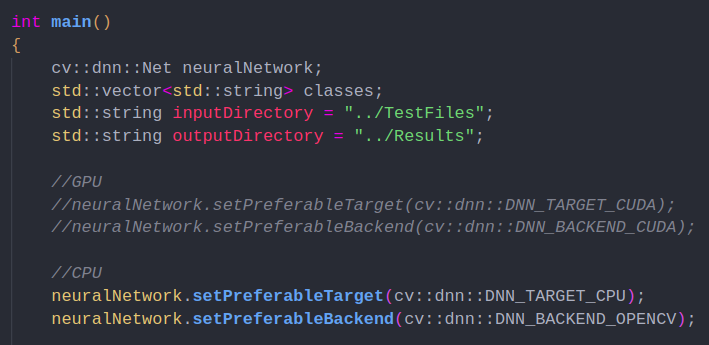 int main()
{
cv::dnn::Net neuralNetwork;
std::vector<std::string> classes;
std::string inputDirectory = "../TestFiles";
std::string outputDirectory = "../Results";
//GPU
//neuralNetwork.setPreferableTarget(cv::dnn::DNN_TARGET_CUDA);
//neuralNetwork.setPreferableBackend(cv::dnn::DNN_BACKEND_CUDA);
//CPU
neuralNetwork.setPreferableTarget(cv::dnn::DNN_TARGET_CPU);
neuralNetwork.setPreferableBackend(cv::dnn::DNN_BACKEND_OPENCV);